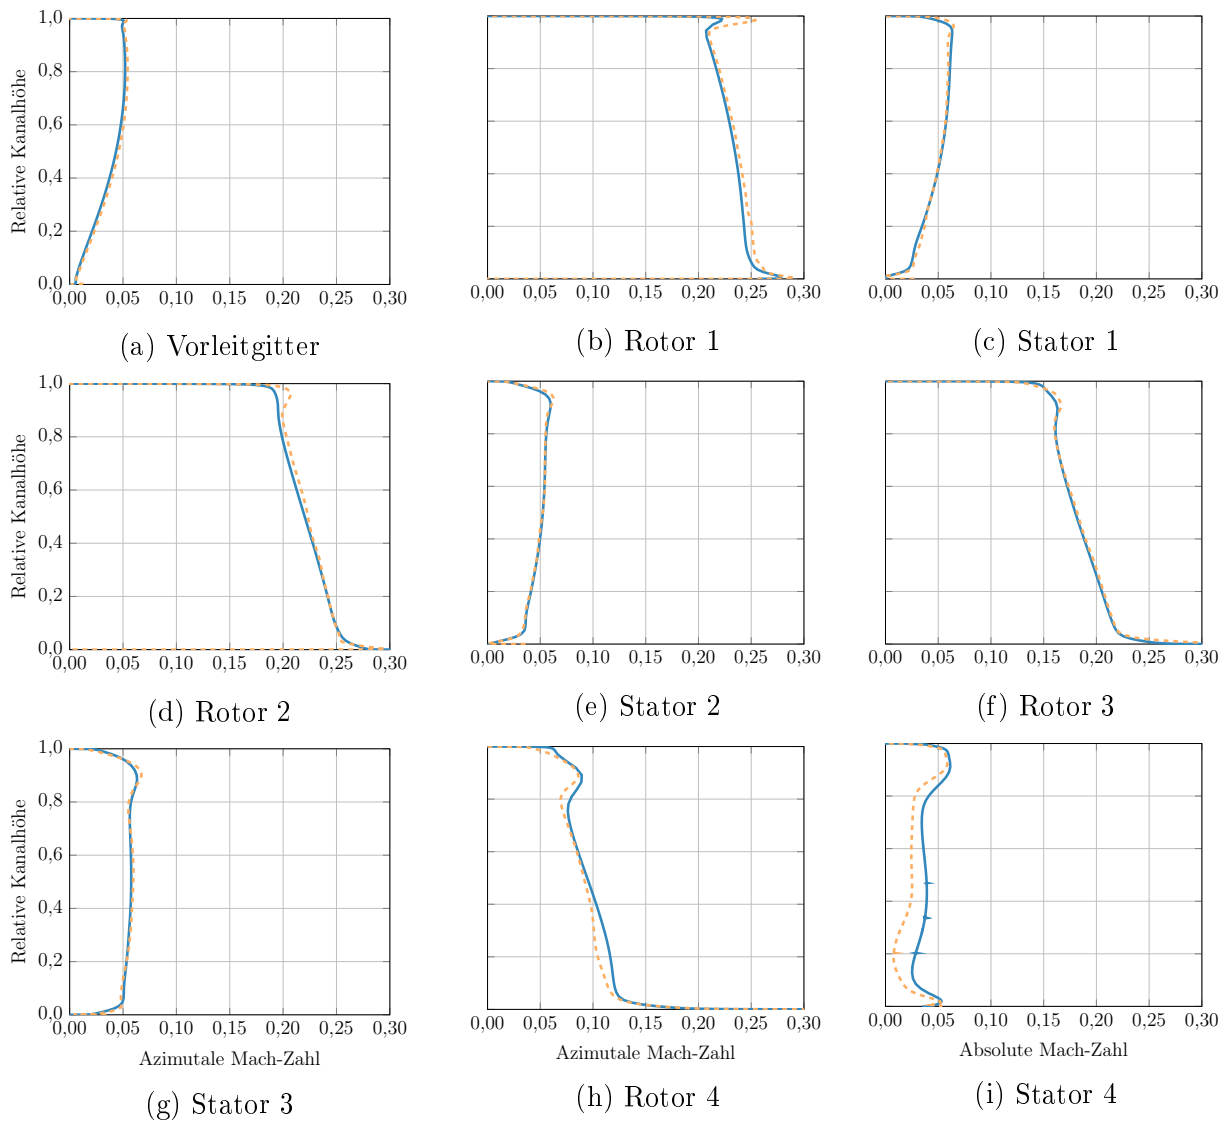 1,0
0,8
0,6
0,4
0,2
0,0
Relative Kanalhöhe
0,00 0,05 0,10 0,15 0,20 0,25 0,30
0,00 0,05 0,10 0,15 0,20 0,25 0,30
0,00 0,05 0,10 0,15 0,20 0,25 0,30
(a) Vorleitgitter
(b) Rotor 1
(c) Stator 1
1,0
0,8
0,6
0,4
0,2
0,0
Relative Kanalhöhe
0,00 0,05 0,10 0,15 0,20 0,25 0,30
0,00 0,05 0,10 0,15 0,20 0,25 0,30
0,00 0,05 0,10 0,15 0,20 0,25 0,30
(d) Rotor 2
(e) Stator 2
(f) Rotor 3
1,0
0,8
0,6
0,4
0,2
0,0
Relative Kanalhöhe
0,00 0,05 0,10 0,15 0,20 0,25 0,30
0,00 0,05 0,10 0,15 0,20 0,25 0,30
0,00 0,05 0,10 0,15 0,20 0,25 0,30
Azimutale Mach-Zahl
Azimutale Mach-Zahl
Absolute Mach-Zahl
(g) Stator 3
(h) Rotor 4
(i) Stator 4